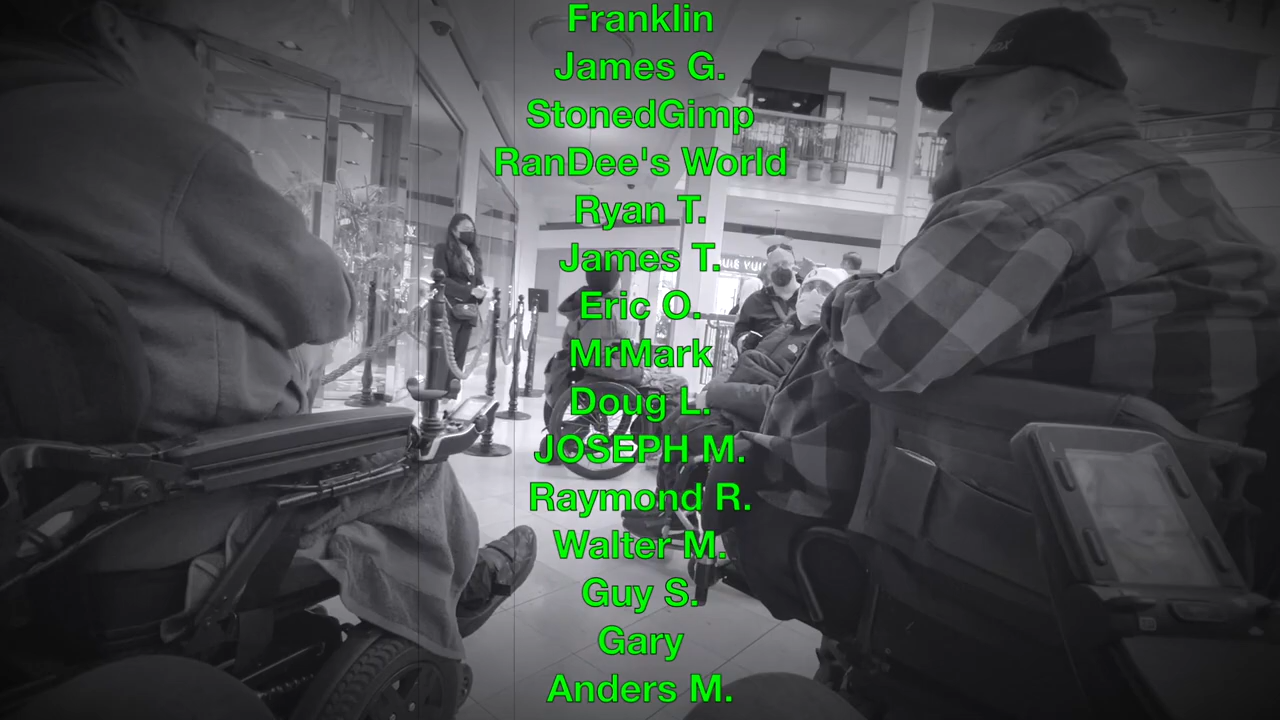 Franklin
James G.
StonedGimp
RanDee's World
Ryan T.
James T.
Eric O.
MrMark
Doug L.
JOSEPH M.
Raymond R.
Walter M.
Guy S.
Gary
Anders M.